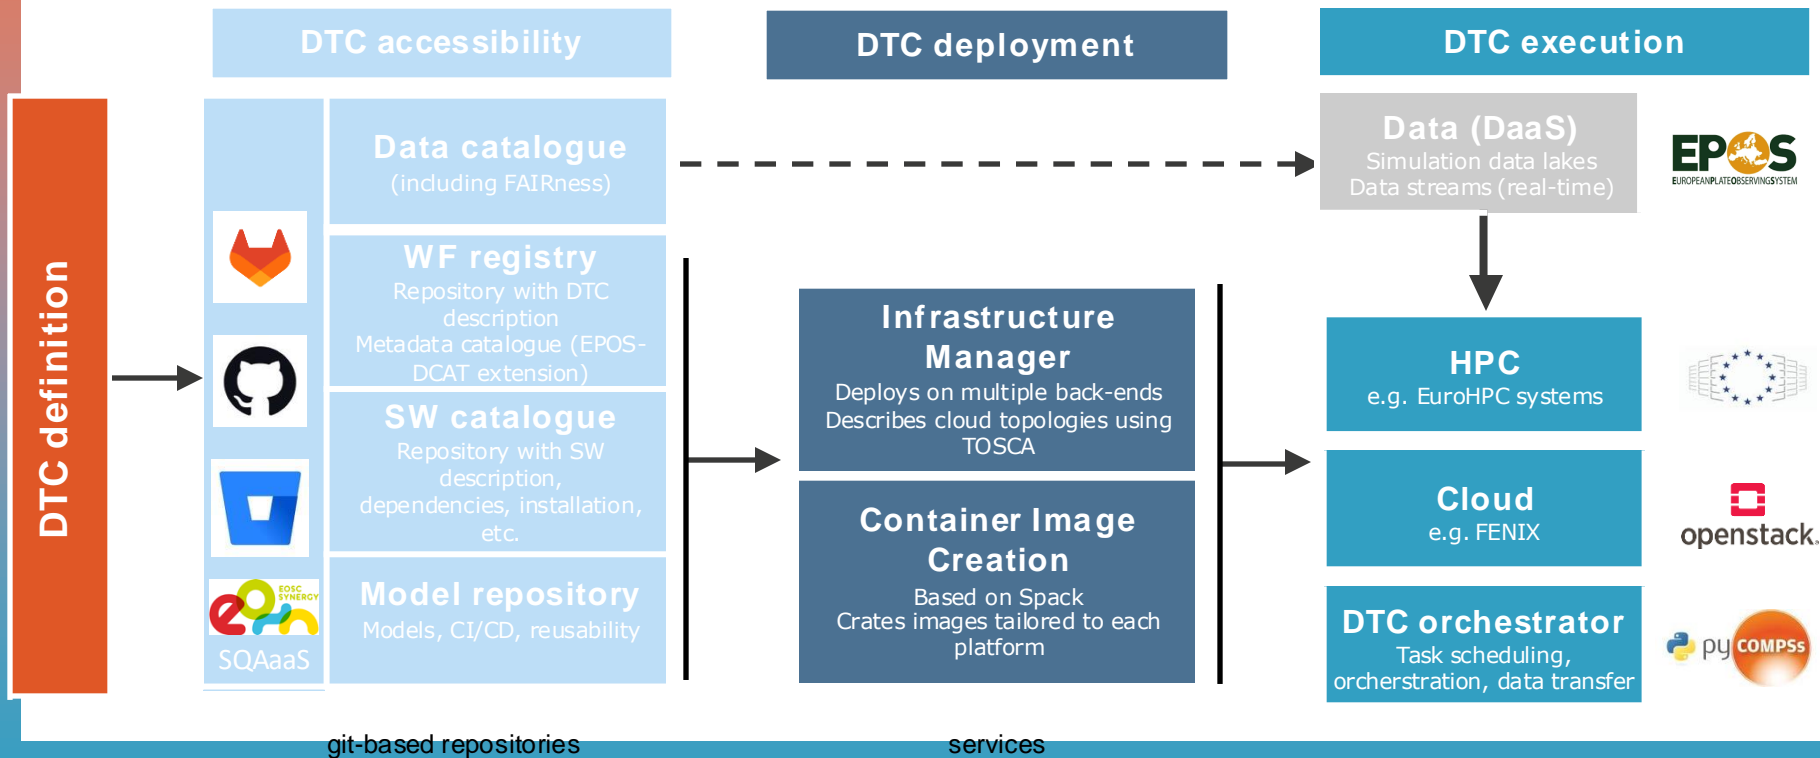 DTC accessibility
DTC deployment
DTC execution
DTC definition
Data catalogue
(including FAIRness)
WF registry
Repository with DTC
description
Metadata catalogue (EPOS-
DCAT extension)
SW catalogue
Repository with SW
description,
dependencies, installation,
etc.
Model repository
Models, CI/CD, reusability
EOSC
SYNERGY
SQAaaS
Infrastructure
Manager
Deploys on multiple back-ends
Describes cloud topologies using
TOSCA
Container Image
Creation
Based on Spack
Crates images tailored to each
platform
Data (DaaS)
Simulation data lakes
Data streams (real-time)
EPOS
EUROPEANPLATEOBSERVINGSYSTEM
HPC
e.g. EuroHPC systems
Cloud
e.g. FENIX
openstack.
DTC orchestrator
Task scheduling,
orcherstration, data transfer
py COMPSs
git-based repositories
services